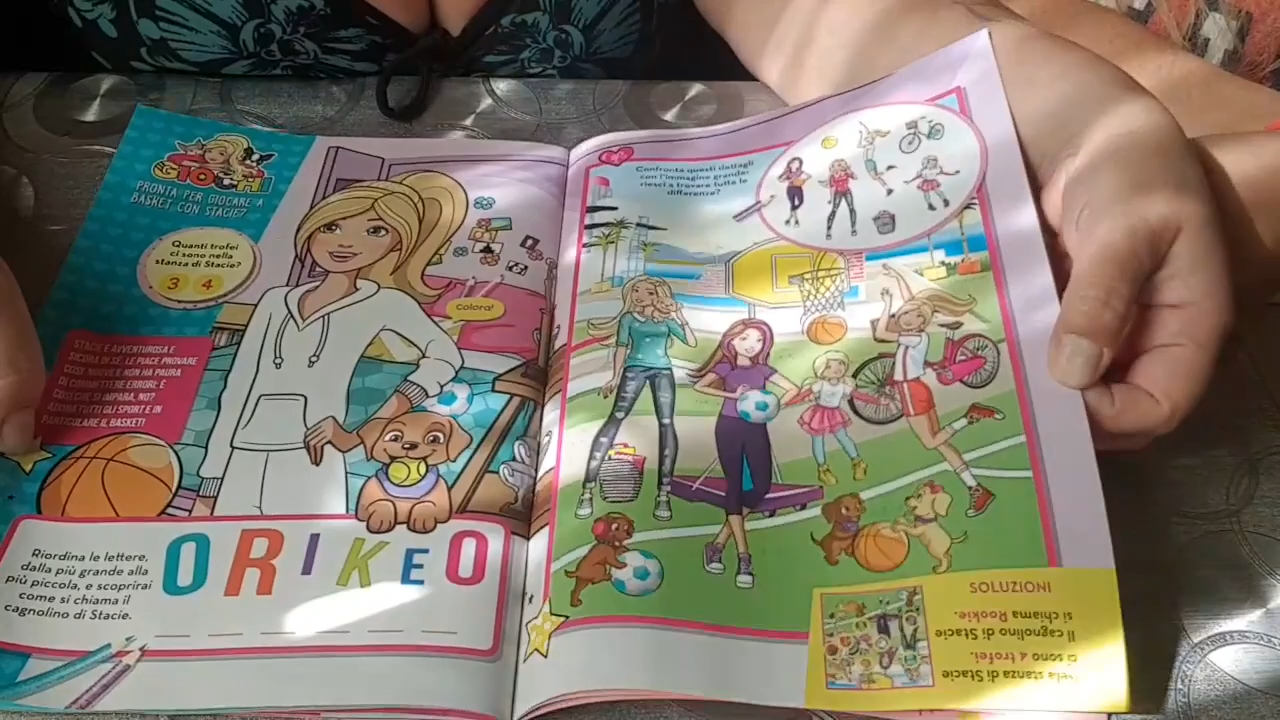 GIOCHI
PRONTA PER GIOCARE A
BASKET CON STACIE?
Quanti trofei
ci sono nella
stanza di Stacie?
3 4
STACIE È AVVENTUROSA E
SICURA DI SÉ. LE PIACE PROVARE
COSE NUOVE E NON HA PAURA
DI COMMETTERE ERRORI: È
COSÌ CHE SI IMPARA, NO?
ADORA TUTTI GLI SPORT E IN
PARTICOLARE IL BASKET!
Colora!
Riordina le lettere,
dalla più grande alla
più piccola, e scoprirai
come si chiama il
cagnolino di Stacie.
ORIKEO
Confronta questi dettagli
con l'immagine grande:
riesci a trovare tutte le
differenze?
SOLUZIONI
Il cagnolino di Stacie
si chiama Rookie.
Nella stanza di Stacie
ci sono 4 trofei.